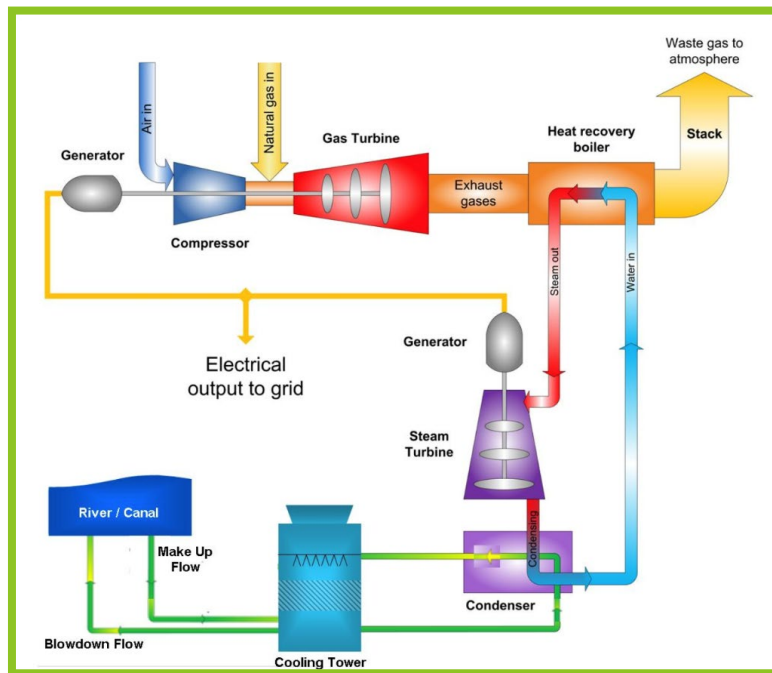 Waste gas to
atmosphere
Air in
Natural gas in
Gas Turbine
Heat recovery
boiler
Stack
Generator
Exhaust
gases
Compressor
Steam out
Water in
Generator
Electrical
output to grid
Steam
Turbine
River / Canal
Make Up
Flow
Condensing
Condenser
Blowdown Flow
Cooling Tower